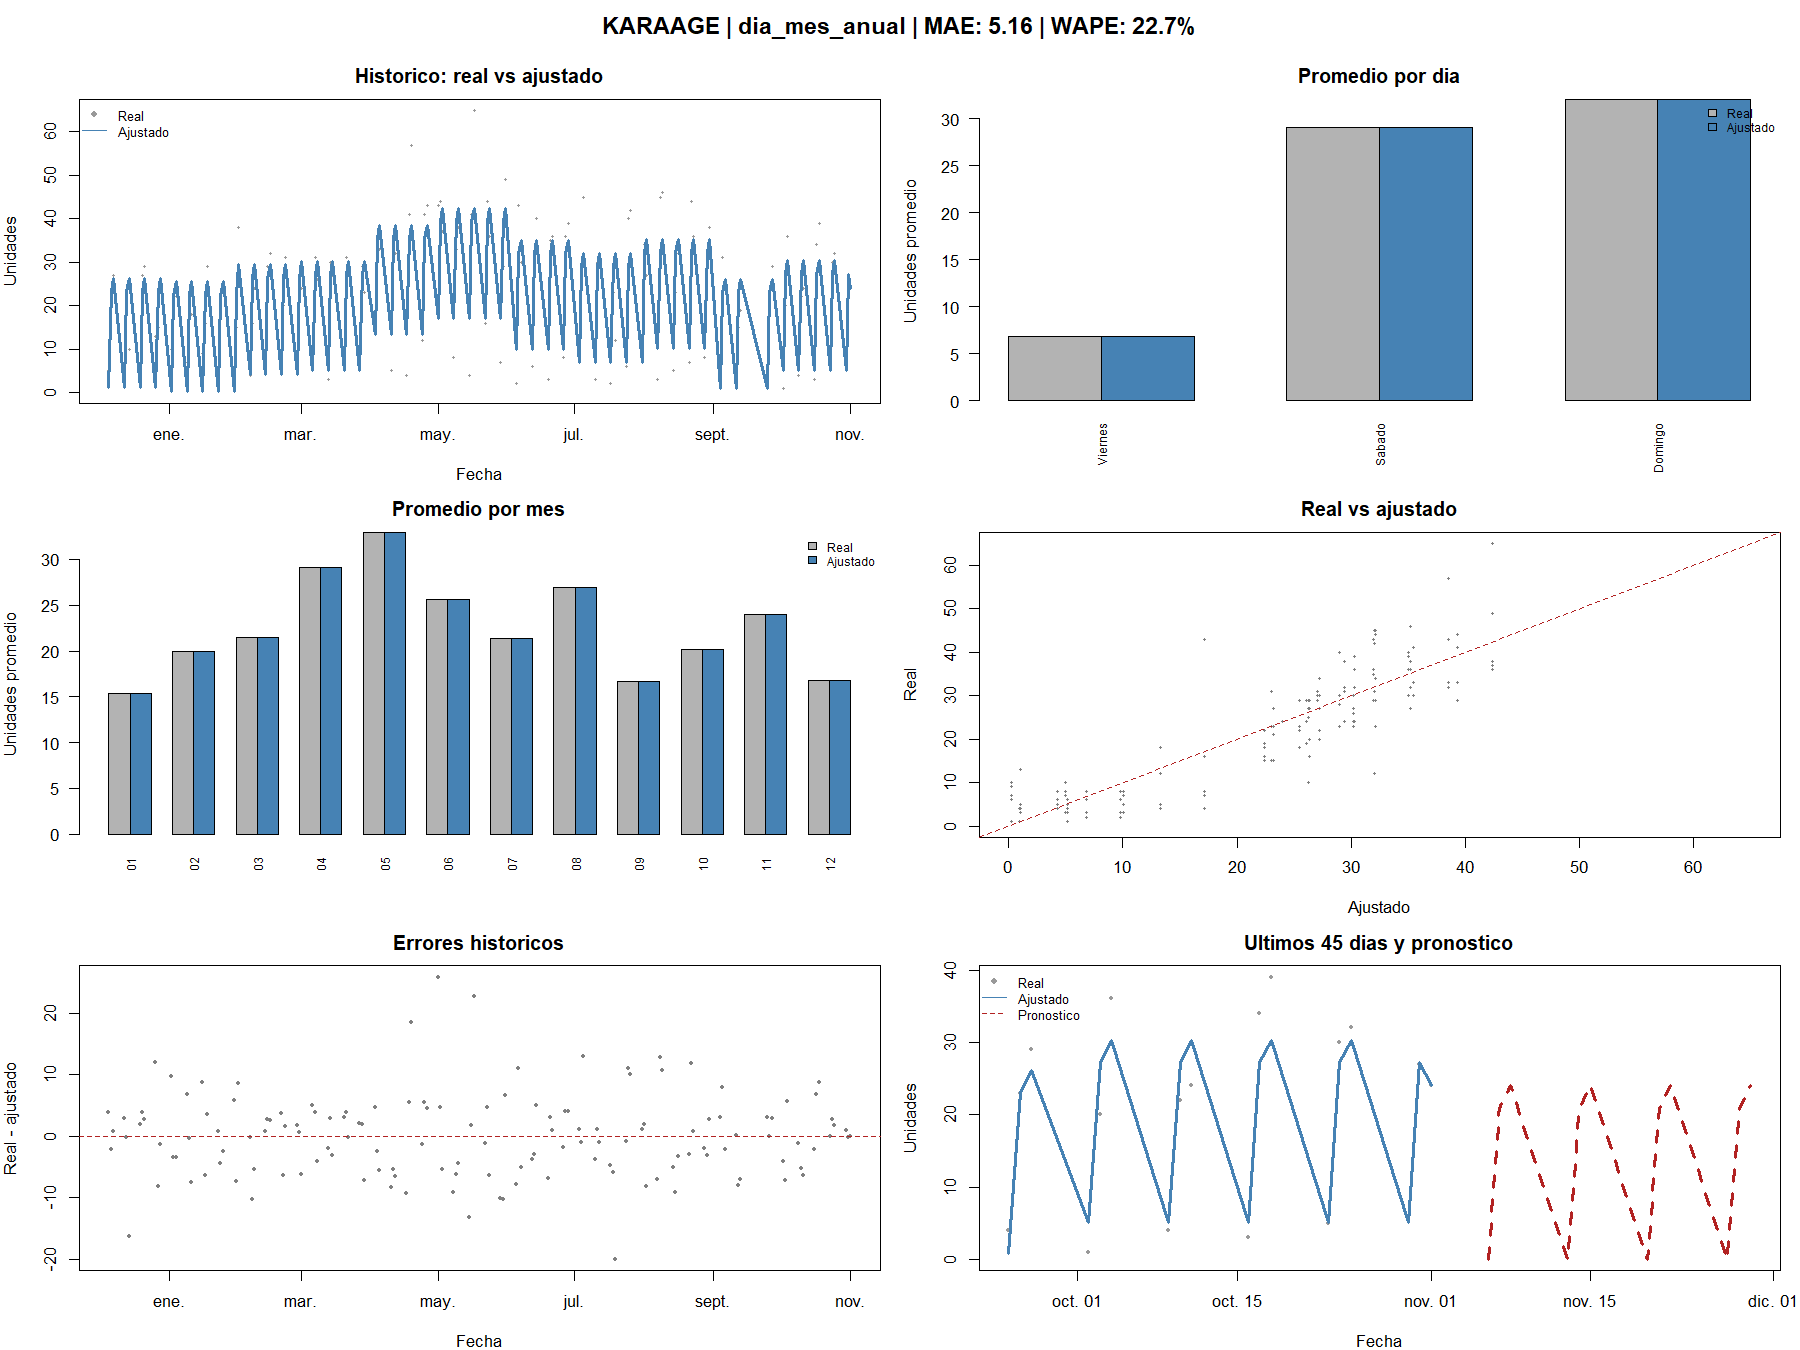 KARAAGE | dia_mes_anual | MAE: 5.16 | WAPE: 22.7%
Historico: real vs ajustado
Real
Ajustado
Unidades
0 10 20 30 40 50 60
ene. mar. may. jul. sept. nov.
Fecha
Promedio por dia
Real
Ajustado
Unidades promedio
0 5 10 15 20 25 30
Viernes Sabado Domingo
Promedio por mes
Real
Ajustado
Unidades promedio
0 5 10 15 20 25 30
01 02 03 04 05 06 07 08 09 10 11 12
Real vs ajustado
Real
0 10 20 30 40 50 60
0 10 20 30 40 50 60
Ajustado
Errores historicos
Real - ajustado
-20 -10 0 10 20
ene. mar. may. jul. sept. nov.
Fecha
Ultimos 45 dias y pronostico
Real
Ajustado
Pronostico
Unidades
0 10 20 30 40
oct. 01 oct. 15 nov. 01 nov. 15 dic. 01
Fecha